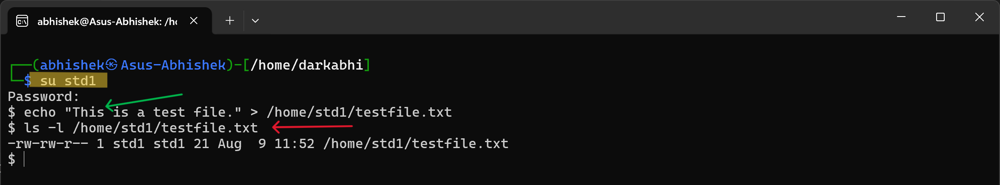 abhishek@Asus-Abhishek: /ho
┌──(abhishek㉿Asus-Abhishek)-[/home/darkabhi]
└─$ su std1
Password:
$ echo "This is a test file." > /home/std1/testfile.txt
$ ls -l /home/std1/testfile.txt
-rw-rw-r-- 1 std1 std1 21 Aug  9 11:52 /home/std1/testfile.txt
$